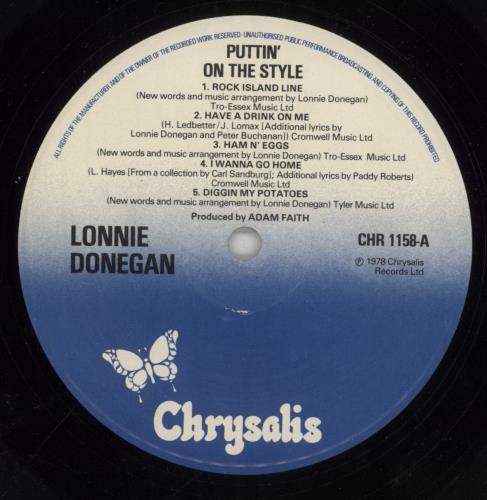 ALL RIGHTS OF THE MANUFACTURER AND OF THE OWNER OF THE RECORDED WORK RESERVED · UNAUTHORISED PUBLIC PERFORMANCE BROADCASTING AND COPYING OF THIS RECORD PROHIBITED
PUTTIN'
ON THE STYLE
1. ROCK ISLAND LINE
(New words and music arrangement by Lonnie Donegan)
Tro-Essex Music Ltd
2. HAVE A DRINK ON ME
(H. Ledbetter/J. Lomax [Additional lyrics by
Lonnie Donegan and Peter Buchanan]) Cromwell Music Ltd
3. HAM N' EGGS
(New words and music arrangement by Lonnie Donegan) Tro-Essex Music Ltd
4. I WANNA GO HOME
(L. Hayes [From a collection by Carl Sandburg]; Additional lyrics by Paddy Roberts)
Cromwell Music Ltd
5. DIGGIN MY POTATOES
(New words and music arrangement by Lonnie Donegan) Tyler Music Ltd
Produced by ADAM FAITH
LONNIE
DONEGAN
CHR 1158-A
℗ 1978 Chrysalis
Records Ltd
Chrysalis